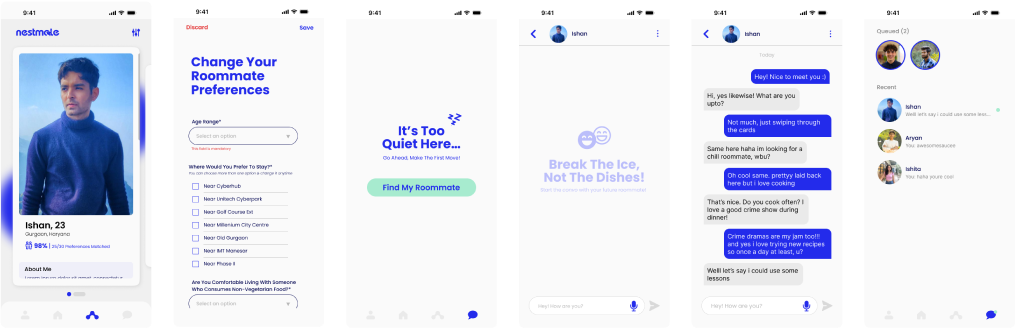 9:41
nestmate
Ishan, 23
Gurgaon, Haryana
98% | 25/30 Preferences Matched
About Me
9:41
Discard
Save
Change Your
Roommate
Preferences
Age Range*
Select an option
This field is mandatory
Where Would You Prefer To Stay?*
You can choose more than one option & change it anytime
Near Cyberhub
Near Unitech Cyberpark
Near Golf Course Ext
Near Millenium City Centre
Near Old Gurgaon
Near IMT Manesar
Near Phase II
Are You Comfortable Living With Someone
Who Consumes Non-Vegetarian Food?*
Select an option
9:41
It's Too
Quiet Here...
Go Ahead, Make The First Move!
Find My Roommate
9:41
Ishan
Break The Ice,
Not The Dishes!
Start the convo with your future roommate!
Hey! How are you?
9:41
Ishan
Today
Hey! Nice to meet you :)
Hi, yes likewise! What are you
upto?
Not much, just swiping through
the cards
Same here haha im looking for a
chill roommate, wbu?
Oh cool same. pretty laid back
here but I love cooking
That's nice. Do you cook often? I
love a good crime show during
dinner!
Crime dramas are my jam too!!!
and yes i love trying new recipes
so once a day at least, u?
Welll let's say i could use some
lessons
Hey! How are you?
9:41
Queued (2)
Recent
Ishan
Welll let's say i could use some less...
Aryan
You: awesomesauce
Ishita
You: haha youre cool